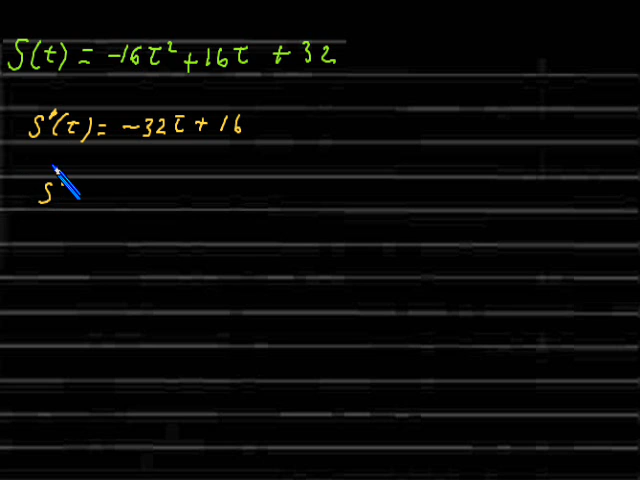 S(t) = -16t² + 16t + 32
S'(t) = -32t + 16
S'